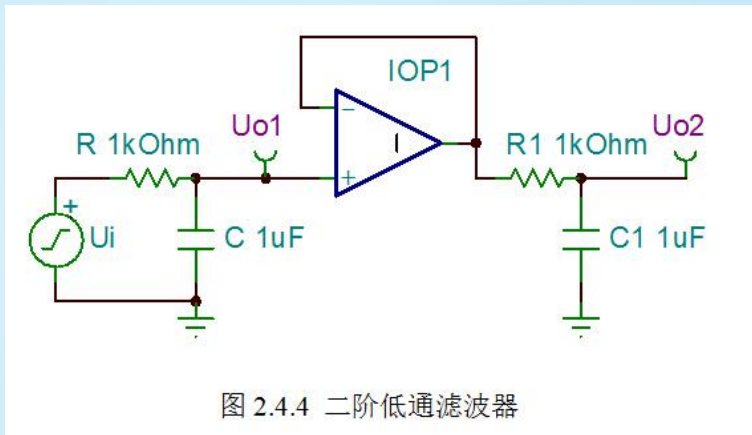 IOP1
Uo1
Uo2
R 1kOhm
R1 1kOhm
−
+
+
I
Ui
C 1uF
C1 1uF
图 2.4.4 二阶低通滤波器